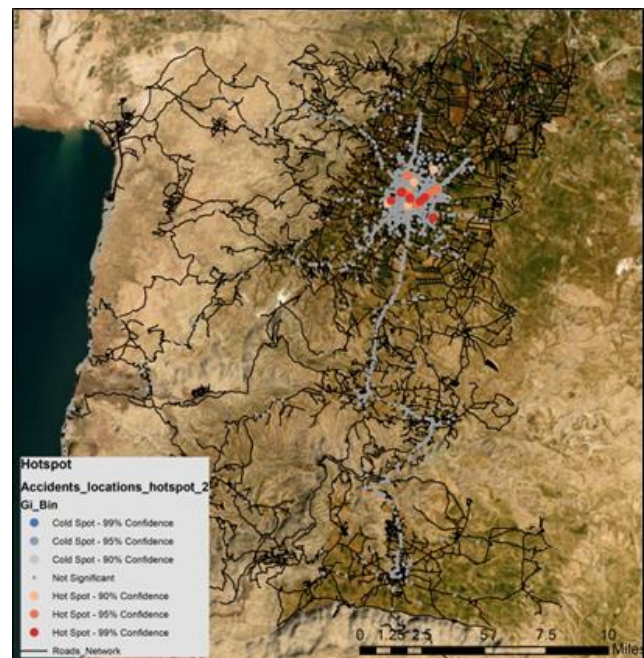 Hotspot
Accidents_locations_hotspot_2
Gi_Bin
Cold Spot - 99% Confidence
Cold Spot - 95% Confidence
Cold Spot - 90% Confidence
Not Significant
Hot Spot - 90% Confidence
Hot Spot - 95% Confidence
Hot Spot - 99% Confidence
Roads_Network
0 1.25 2.5 5 7.5 10
Mile